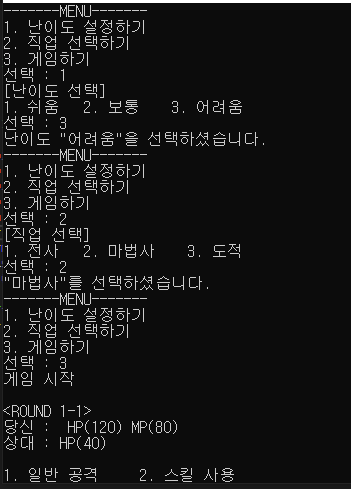 -------MENU-------
1. 난이도 설정하기
2. 직업 선택하기
3. 게임하기
선택 : 1
[난이도 선택]
1. 쉬움   2. 보통   3. 어려움
선택 : 3
난이도 "어려움"을 선택하셨습니다.
-------MENU-------
1. 난이도 설정하기
2. 직업 선택하기
3. 게임하기
선택 : 2
[직업 선택]
1. 전사   2. 마법사   3. 도적
선택 : 2
"마법사"를 선택하셨습니다.
-------MENU-------
1. 난이도 설정하기
2. 직업 선택하기
3. 게임하기
선택 : 3
게임 시작
<ROUND 1-1>
당신 :  HP(120) MP(80)
상대 : HP(40)
1. 일반 공격    2. 스킬 사용